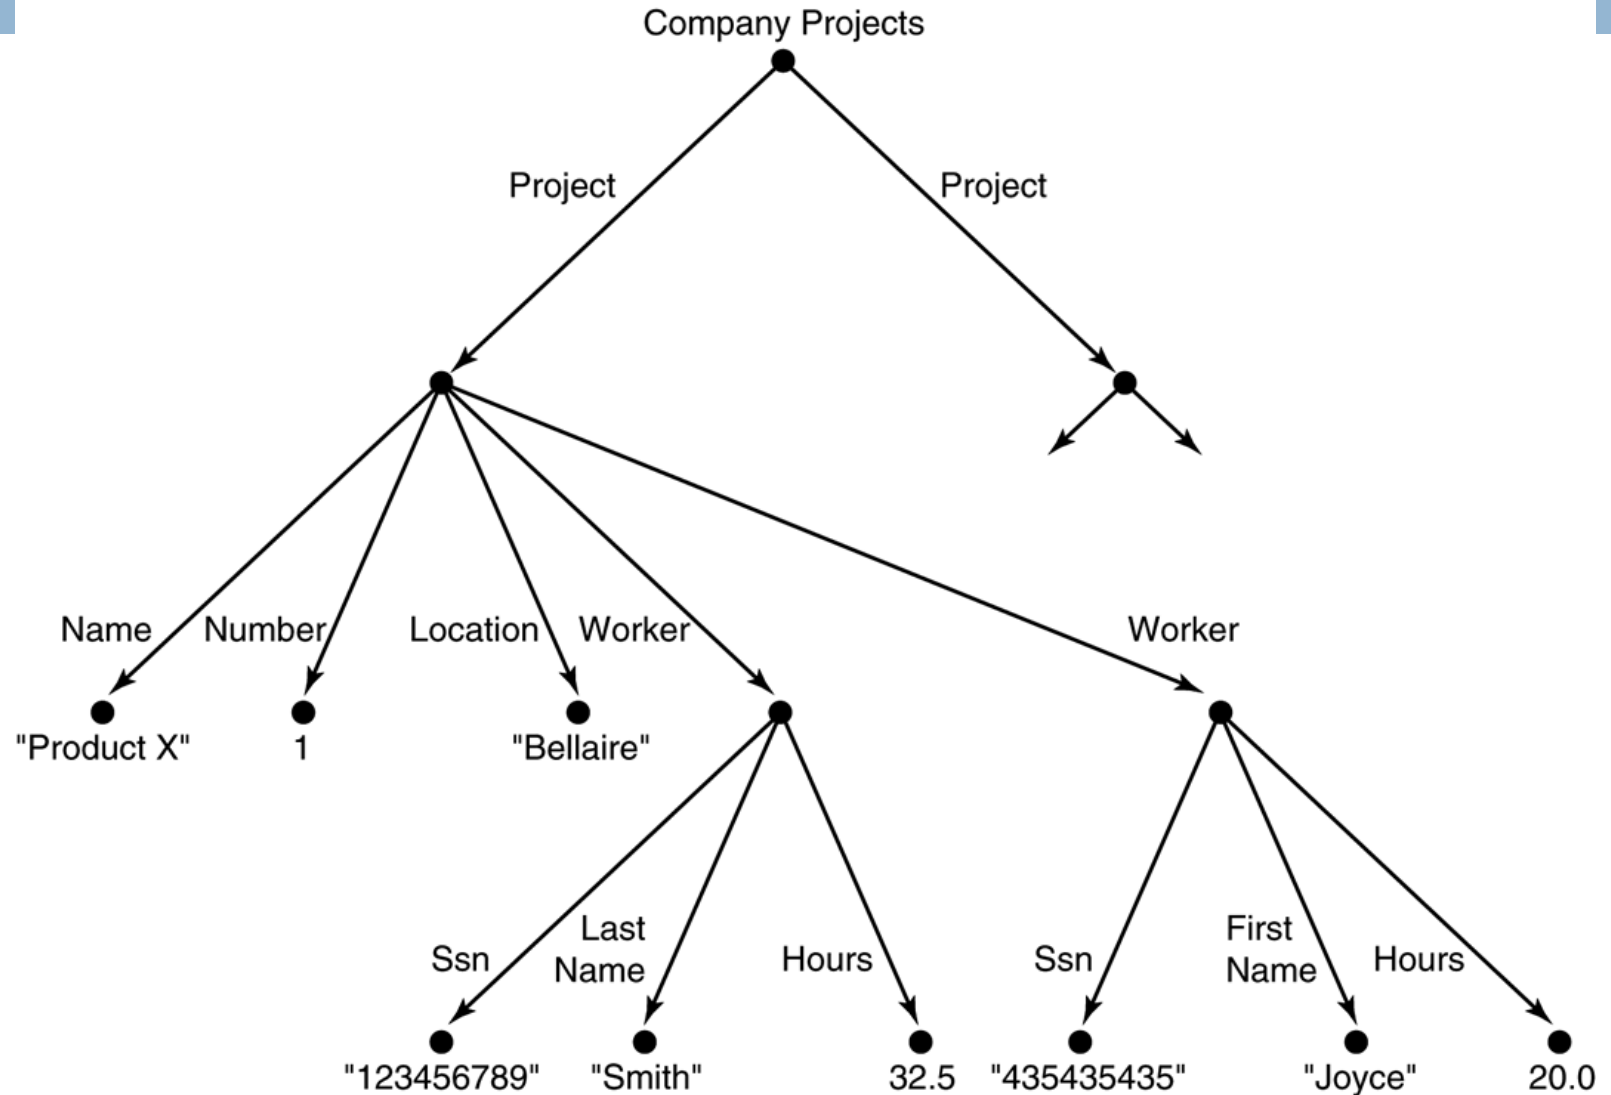 Company Projects
Project
Project
Name
Number
Location
Worker
Worker
"Product X"
1
"Bellaire"
Ssn
Last
Name
Hours
Ssn
First
Name
Hours
"123456789"
"Smith"
32.5
"435435435"
"Joyce"
20.0